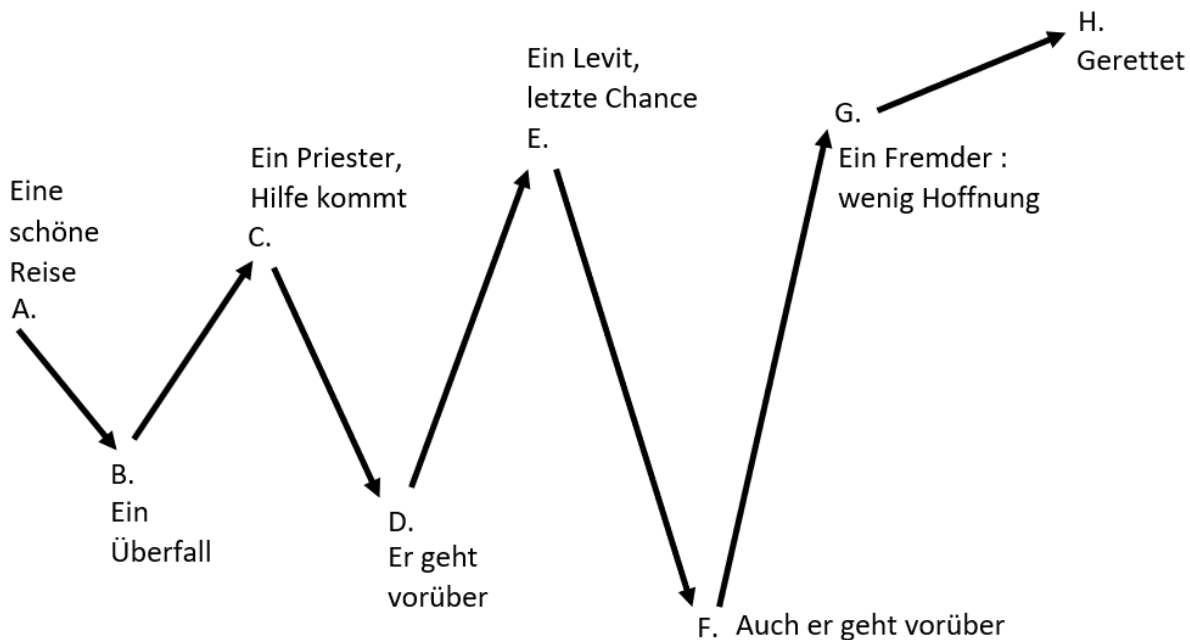 Eine
schöne
Reise
A.
B.
Ein
Überfall
Ein Priester,
Hilfe kommt
C.
D.
Er geht
vorüber
Ein Levit,
letzte Chance
E.
F. Auch er geht vorüber
G.
Ein Fremder :
wenig Hoffnung
H.
Gerettet